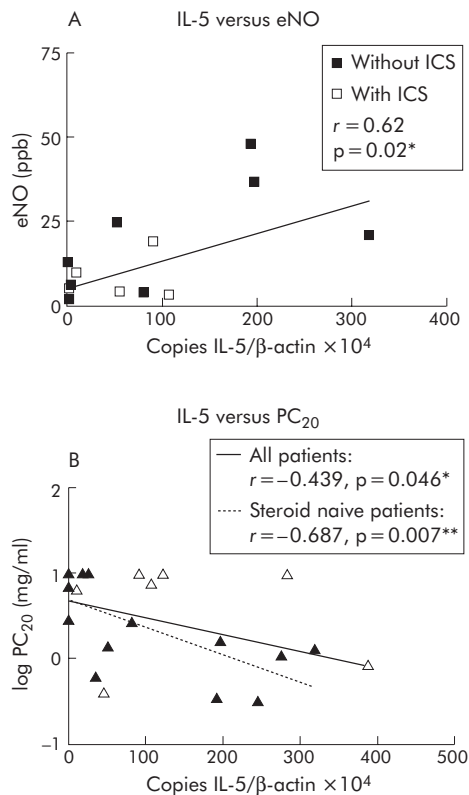 IL-5 versus eNO
A
75
50
25
0
eNO (ppb)
Without ICS
With ICS
r = 0.62
p = 0.02*
0 100 200 300 400
Copies IL-5/β-actin ×10⁴
IL-5 versus PC₂₀
B
All patients:
r = –0.439, p = 0.046*
Steroid naive patients:
r = –0.687, p = 0.007**
2
1
0
–1
log PC₂₀ (mg/ml)
0 100 200 300 400 500
Copies IL-5/β-actin ×10⁴